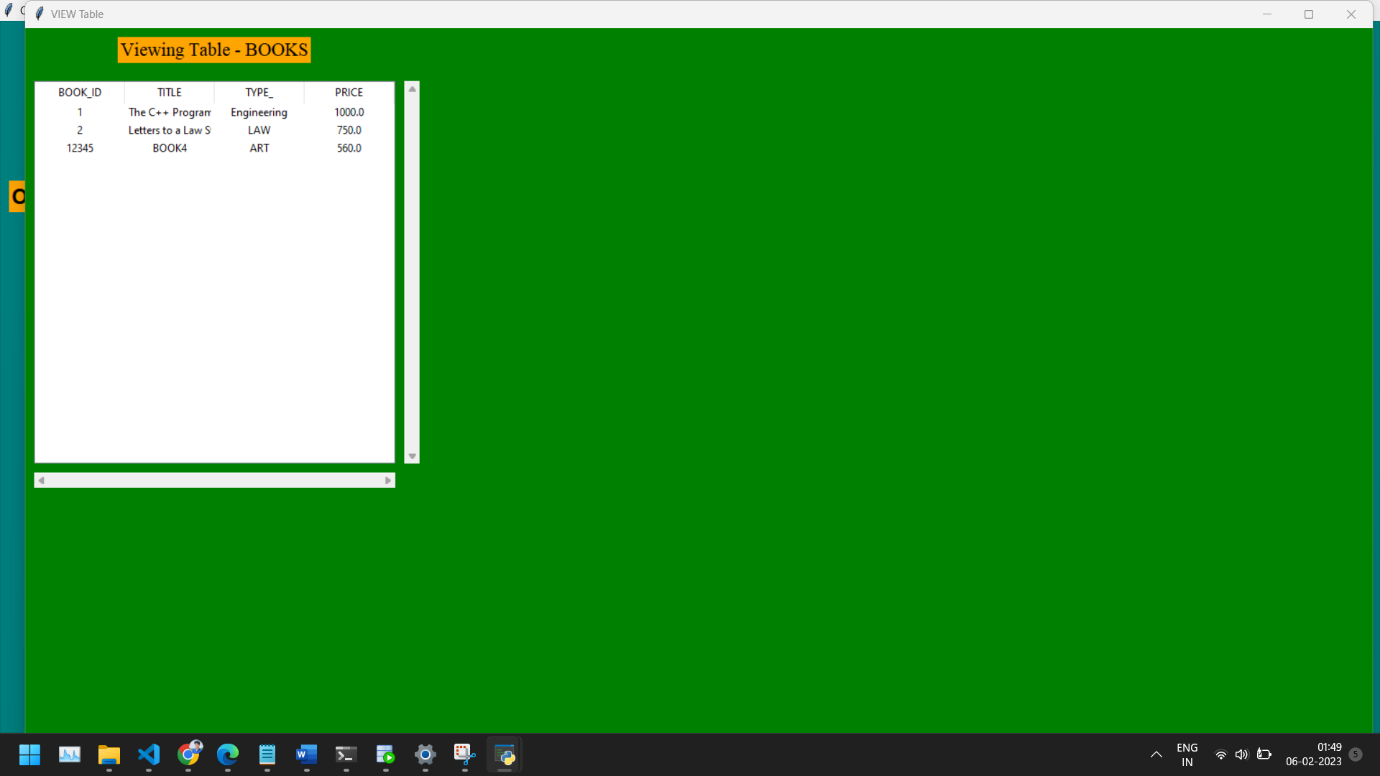 VIEW Table
Viewing Table - BOOKS
BOOK_ID TITLE TYPE_ PRICE
1 The C++ Program Engineering 1000.0
2 Letters to a Law S LAW 750.0
12345 BOOK4 ART 560.0
ENG
IN
01:49
06-02-2023
5